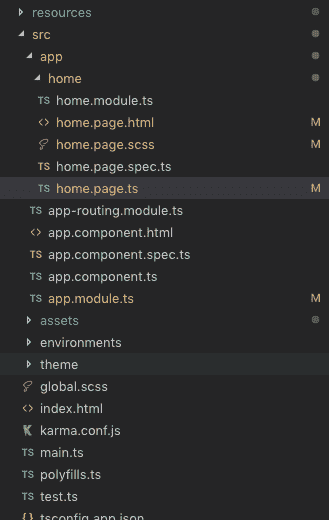 resources
src
app
home
TS home.module.ts
<> home.page.html M
home.page.scss M
TS home.page.spec.ts
TS home.page.ts M
TS app-routing.module.ts
<> app.component.html
TS app.component.spec.ts
TS app.component.ts
TS app.module.ts M
assets
environments
theme
global.scss
<> index.html
K karma.conf.js
TS main.ts
TS polyfills.ts
TS test.ts
{} tsconfig.app.json